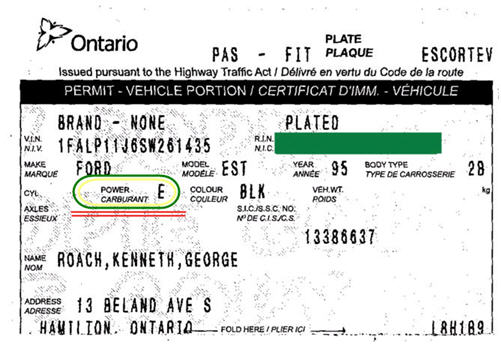 Ontario
PAS - FIT PLATE PLAQUE ESCORTEV
Issued pursuant to the Highway Traffic Act / Délivré en vertu du Code de la route
PERMIT - VEHICLE PORTION / CERTIFICAT D'IMM. - VÉHICULE
BRAND - NONE PLATED
V.I.N. N.I.V. 1FALP11J6SW261435 R.I.N. N.I.C.
MAKE MARQUE FORD MODEL MODÈLE EST YEAR ANNÉE 95 BODY TYPE TYPE DE CARROSSERIE 2B
CYL. POWER CARBURANT E COLOUR COULEUR BLK VEH.WT. POIDS kg
AXLES ESSIEUX S.I.C./S.S.C. NO. Nº DE C.I.S./C.S.
13386637
NAME NOM ROACH,KENNETH,GEORGE
ADDRESS ADRESSE 13 BELAND AVE S
HAMILTON, ONTARIO FOLD HERE / PLIER ICI L8H1B9